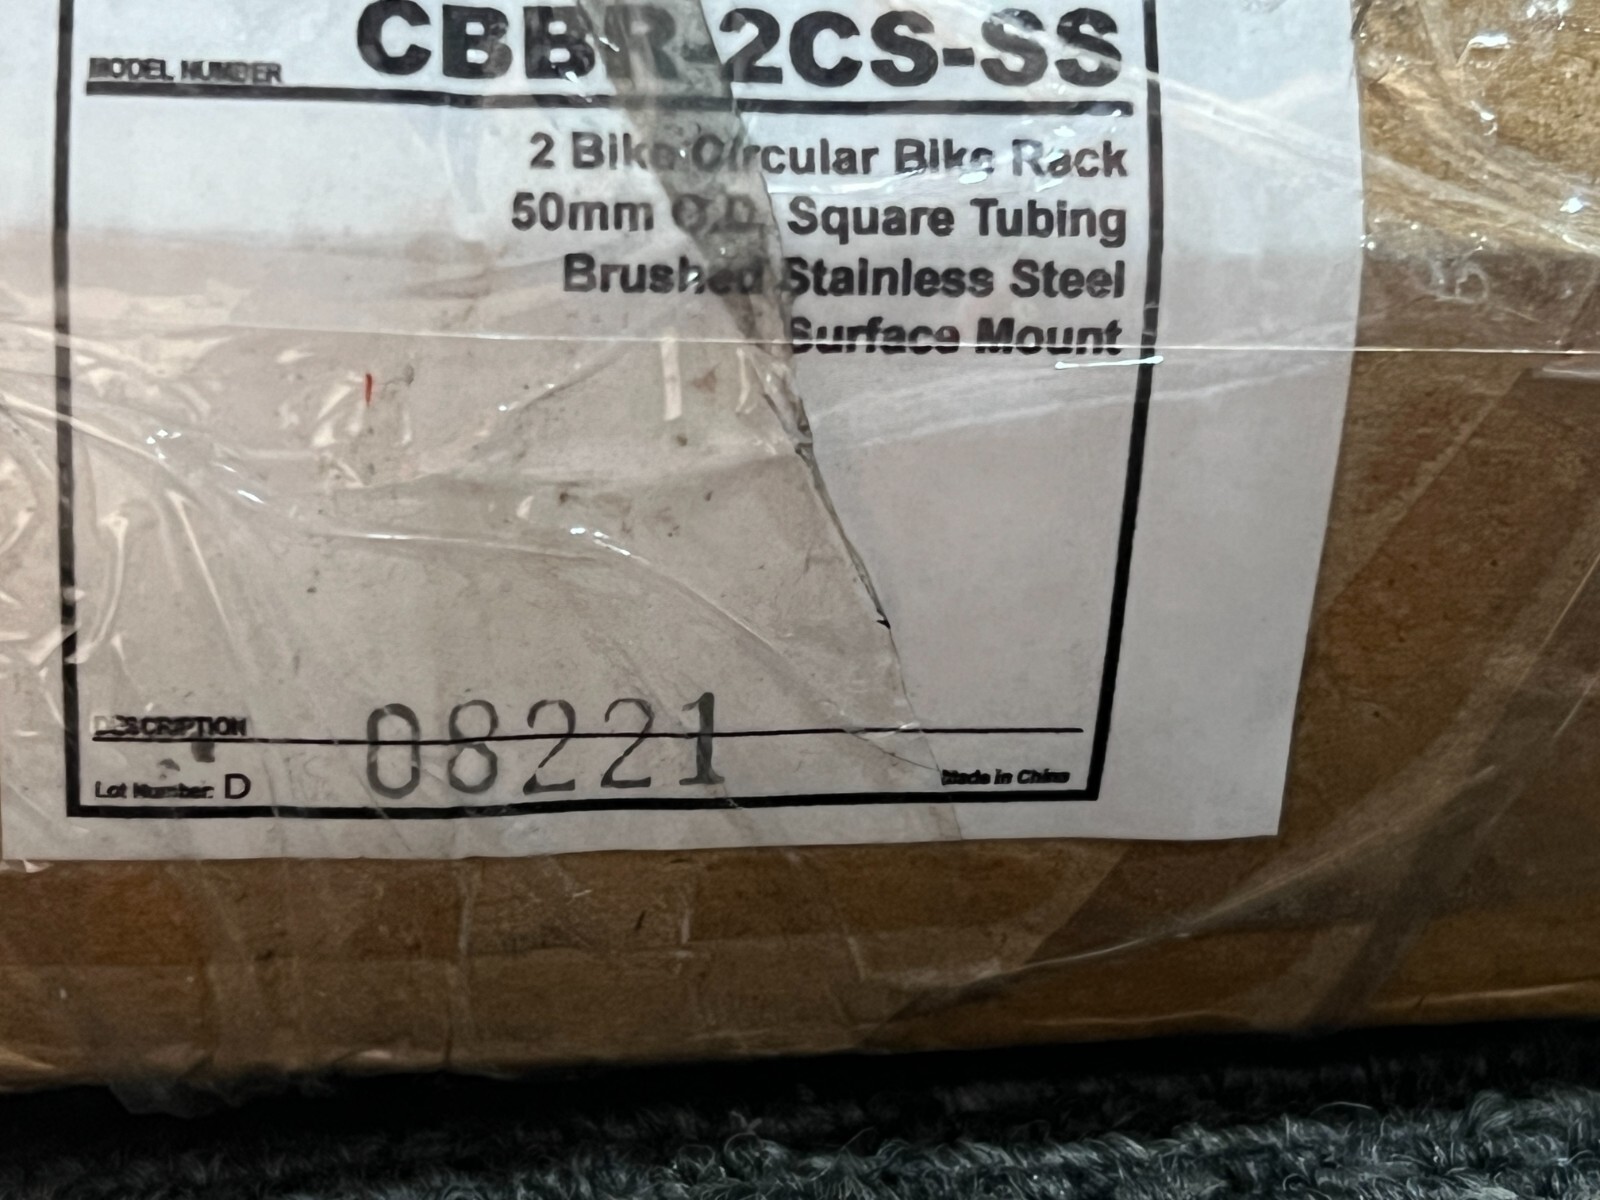 MODEL NUMBER CBBR-2CS-SS
2 Bike Circular Bike Rack
50mm O.D. Square Tubing
Brushed Stainless Steel
Surface Mount
DESCRIPTION
Lot Number: D 08221 Made in China